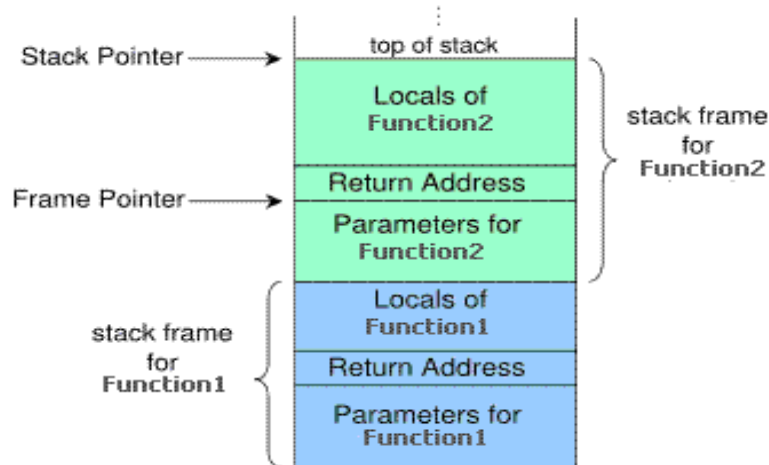 top of stack
Stack Pointer
Locals of
Function2
stack frame
for
Function2
Return Address
Frame Pointer
Parameters for
Function2
Locals of
Function1
stack frame
for
Function1
Return Address
Parameters for
Function1